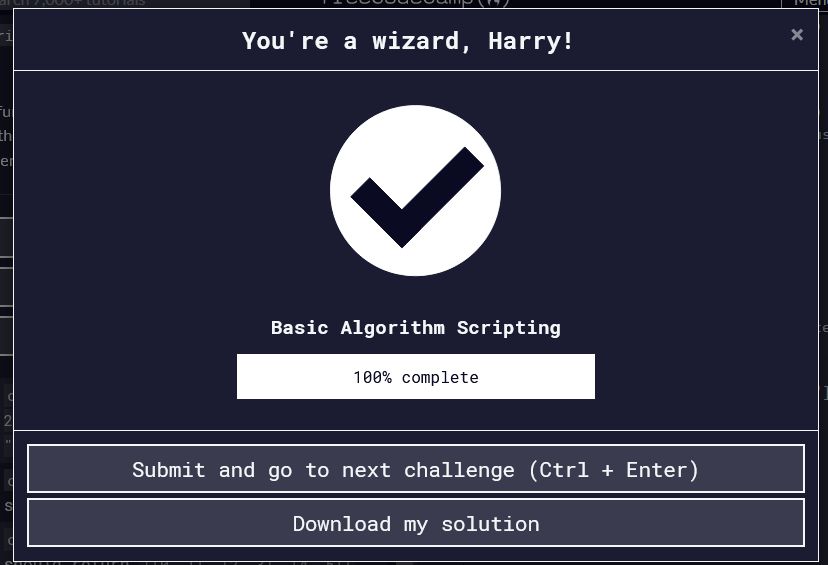 You're a wizard, Harry!
×
Basic Algorithm Scripting
100% complete
Submit and go to next challenge (Ctrl + Enter)
Download my solution